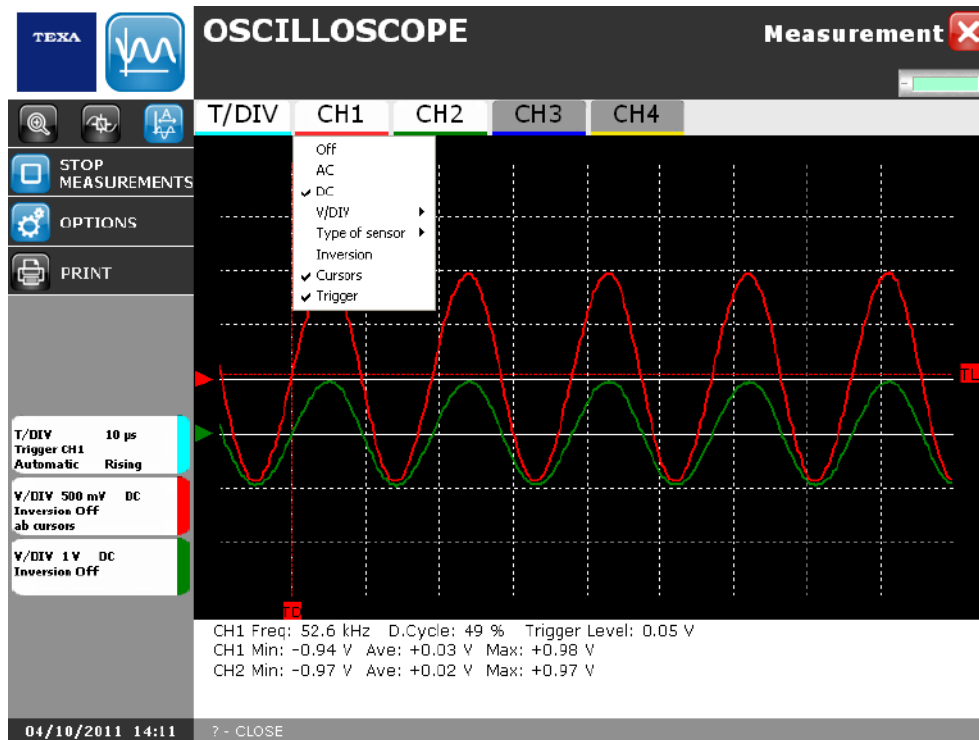 TEXA
OSCILLOSCOPE
Measurement
T/DIV CH1 CH2 CH3 CH4
STOP
MEASUREMENTS
OPTIONS
PRINT
Off
AC
DC
V/DIV
Type of sensor
Inversion
Cursors
Trigger
TL
T/DIV 10 µs
Trigger CH1
Automatic Rising
V/DIV 500 mV DC
Inversion Off
ab cursors
V/DIV 1 V DC
Inversion Off
TD
CH1 Freq: 52.6 kHz D.Cycle: 49 % Trigger Level: 0.05 V
CH1 Min: -0.94 V Ave: +0.03 V Max: +0.98 V
CH2 Min: -0.97 V Ave: +0.02 V Max: +0.97 V
04/10/2011 14:11
? - CLOSE